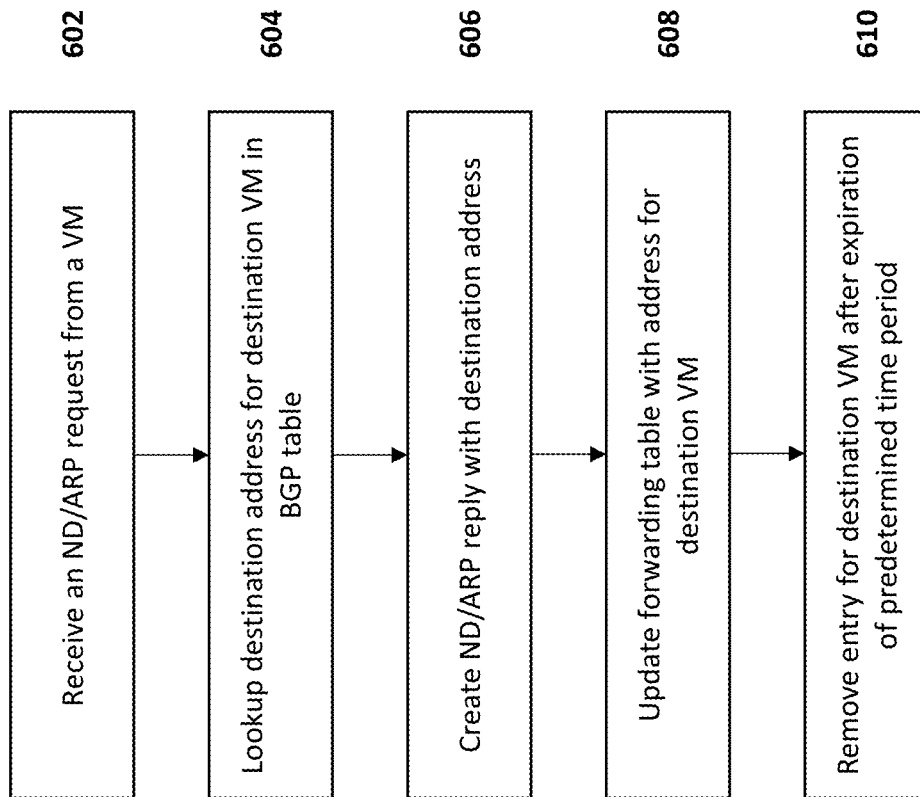 602
Receive an ND/ARP request from a VM
604
Lookup destination address for destination VM in
BGP table
606
Create ND/ARP reply with destination address
608
Update forwarding table with address for
destination VM
610
Remove entry for destination VM after expiration
of predetermined time period